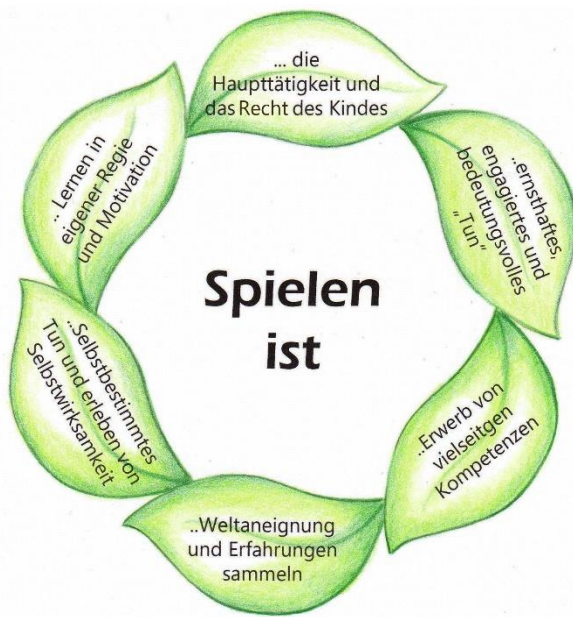 Spielen
ist
... die
Haupttätigkeit und
das Recht des Kindes
..ernsthaftes,
engagiertes und
bedeutungsvolles
„Tun“
..Erwerb von
vielseitgen
Kompetenzen
..Weltaneignung
und Erfahrungen
sammeln
..Selbstbestimmtes
Tun und erleben von
Selbstwirksamkeit
.. Lernen in
eigener Regie
und Motivation